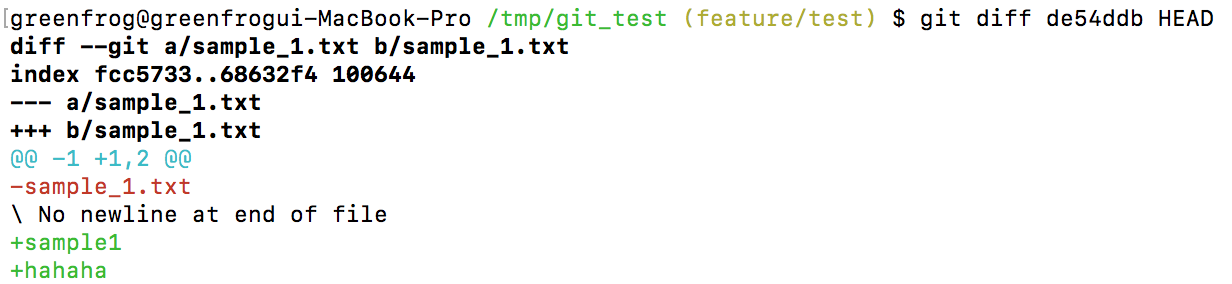 [greenfrog@greenfrogui-MacBook-Pro /tmp/git_test (feature/test) $ git diff de54ddb HEAD
diff --git a/sample_1.txt b/sample_1.txt
index fcc5733..68632f4 100644
--- a/sample_1.txt
+++ b/sample_1.txt
@@ -1 +1,2 @@
-sample_1.txt
\ No newline at end of file
+sample1
+hahaha